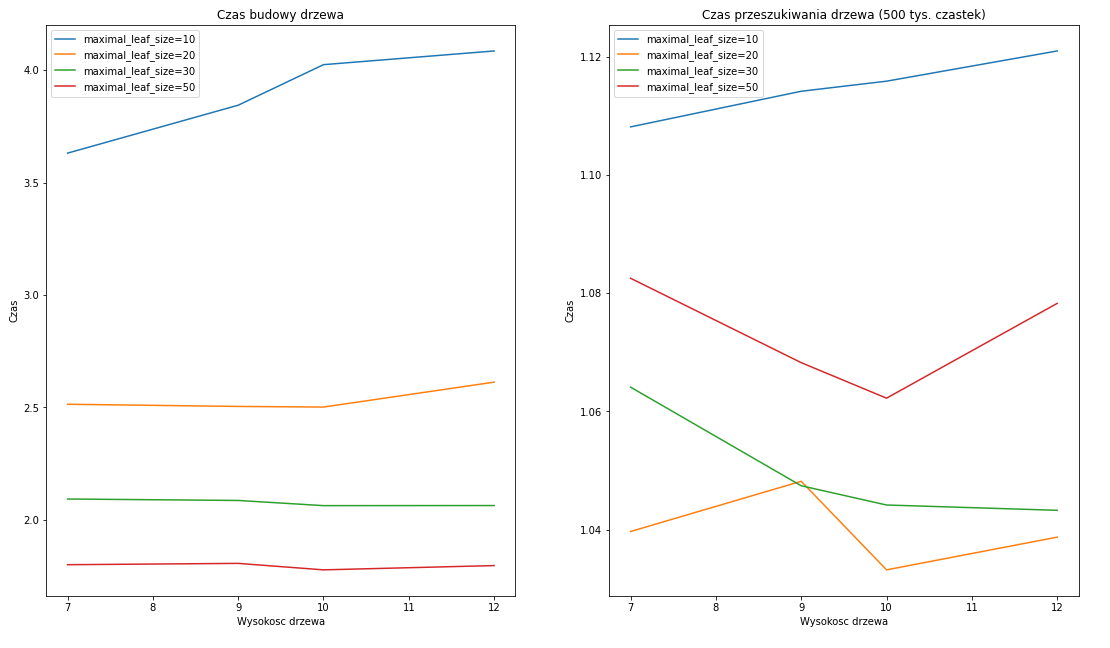 Czas budowy drzewa
maximal_leaf_size=10
maximal_leaf_size=20
maximal_leaf_size=30
maximal_leaf_size=50
4.0
3.5
3.0
2.5
2.0
Czas
7 8 9 10 11 12
Wysokosc drzewa
Czas przeszukiwania drzewa (500 tys. czastek)
maximal_leaf_size=10
maximal_leaf_size=20
maximal_leaf_size=30
maximal_leaf_size=50
1.12
1.10
1.08
1.06
1.04
Czas
7 8 9 10 11 12
Wysokosc drzewa